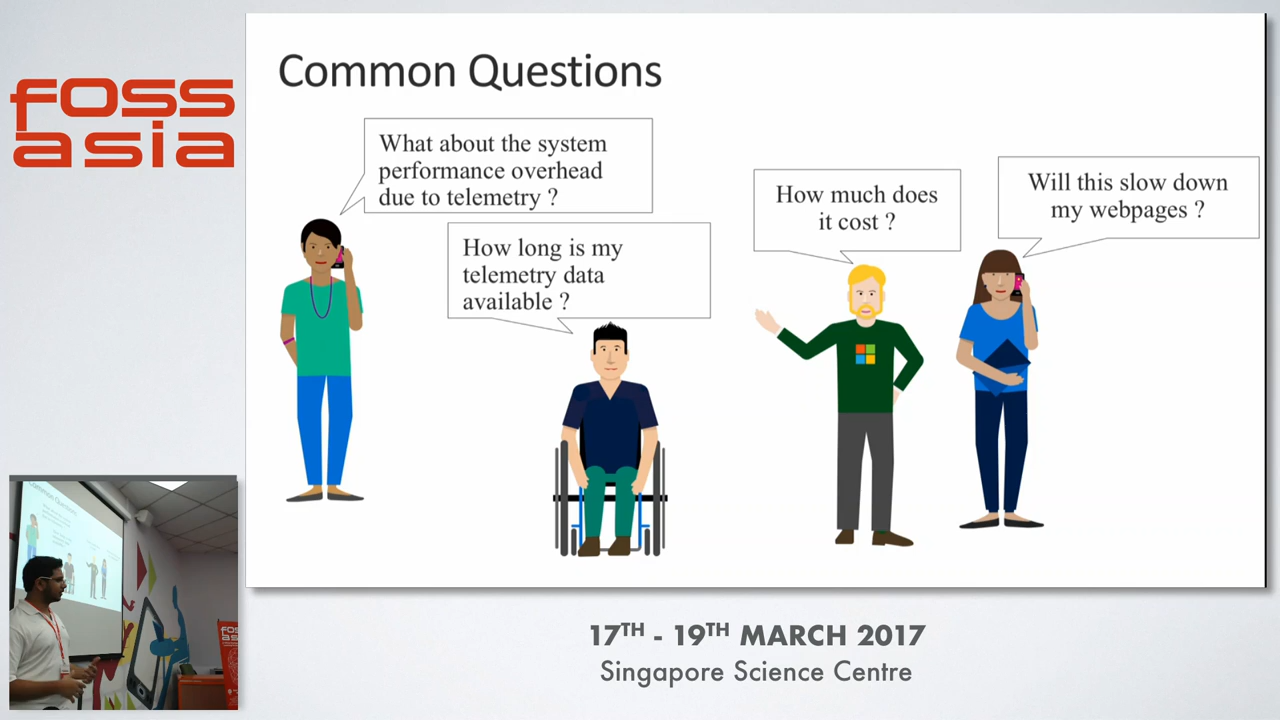 foss
asia
Common Questions
What about the system
performance overhead
due to telemetry ?
How long is my
telemetry data
available ?
How much does
it cost ?
Will this slow down
my webpages ?
Common Questions
17TH - 19TH MARCH 2017
Singapore Science Centre